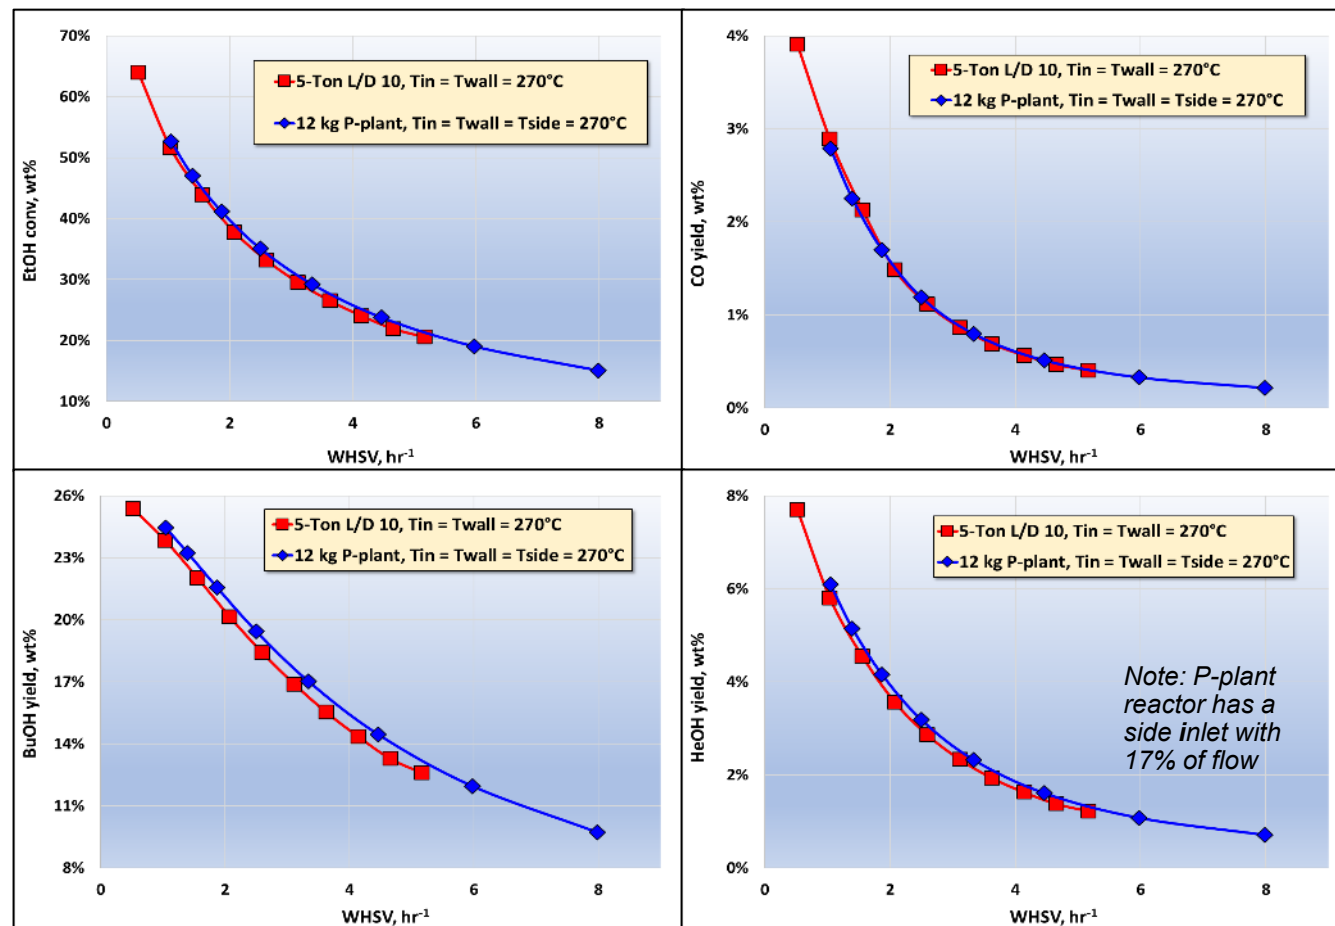 70%
60%
50%
40%
30%
20%
10%
0
2
4
6
8
EtOH conv, wt%
WHSV, hr⁻¹
5-Ton L/D 10, Tin = Twall = 270°C
12 kg P-plant, Tin = Twall = Tside = 270°C
4%
3%
2%
1%
0%
0
2
4
6
8
CO yield, wt%
WHSV, hr⁻¹
5-Ton L/D 10, Tin = Twall = 270°C
12 kg P-plant, Tin = Twall = Tside = 270°C
26%
23%
20%
17%
14%
11%
8%
0
2
4
6
8
BuOH yield, wt%
WHSV, hr⁻¹
5-Ton L/D 10, Tin = Twall = 270°C
12 kg P-plant, Tin = Twall = Tside = 270°C
8%
6%
4%
2%
0%
0
2
4
6
8
HeOH yield, wt%
WHSV, hr⁻¹
5-Ton L/D 10, Tin = Twall = 270°C
12 kg P-plant, Tin = Twall = Tside = 270°C
Note: P-plant
reactor has a
side inlet with
17% of flow